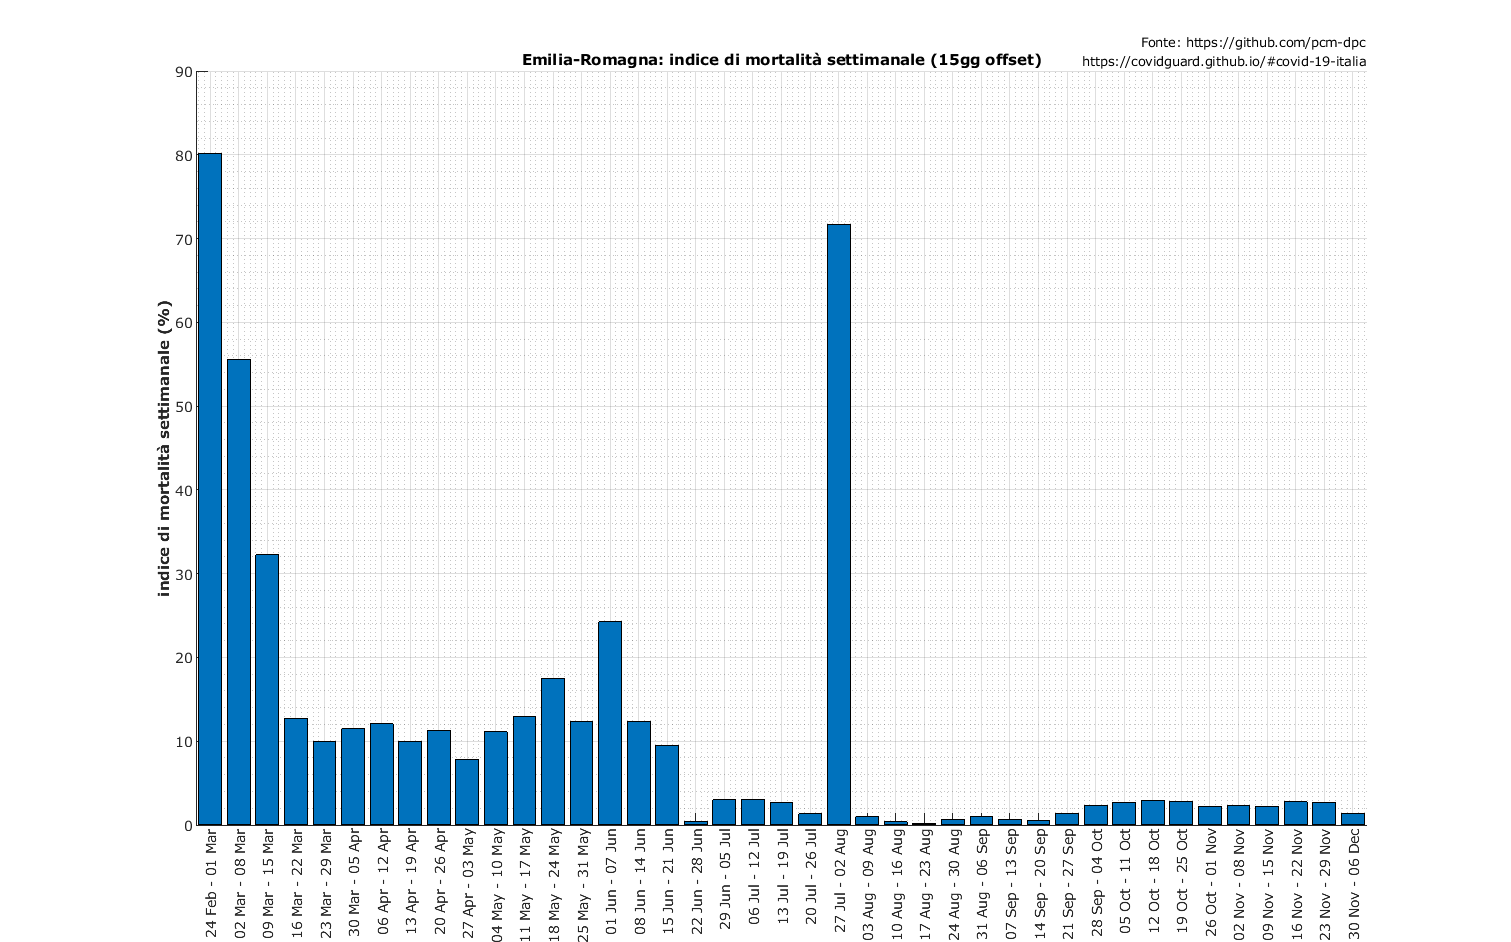 Fonte: https://github.com/pcm-dpc
Emilia-Romagna: indice di mortalità settimanale (15gg offset)
https://covidguard.github.io/#covid-19-italia
indice di mortalità settimanale (%)
90
80
70
60
50
40
30
20
10
0
24 Feb - 01 Mar
02 Mar - 08 Mar
09 Mar - 15 Mar
16 Mar - 22 Mar
23 Mar - 29 Mar
30 Mar - 05 Apr
06 Apr - 12 Apr
13 Apr - 19 Apr
20 Apr - 26 Apr
27 Apr - 03 May
04 May - 10 May
11 May - 17 May
18 May - 24 May
25 May - 31 May
01 Jun - 07 Jun
08 Jun - 14 Jun
15 Jun - 21 Jun
22 Jun - 28 Jun
29 Jun - 05 Jul
06 Jul - 12 Jul
13 Jul - 19 Jul
20 Jul - 26 Jul
27 Jul - 02 Aug
03 Aug - 09 Aug
10 Aug - 16 Aug
17 Aug - 23 Aug
24 Aug - 30 Aug
31 Aug - 06 Sep
07 Sep - 13 Sep
14 Sep - 20 Sep
21 Sep - 27 Sep
28 Sep - 04 Oct
05 Oct - 11 Oct
12 Oct - 18 Oct
19 Oct - 25 Oct
26 Oct - 01 Nov
02 Nov - 08 Nov
09 Nov - 15 Nov
16 Nov - 22 Nov
23 Nov - 29 Nov
30 Nov - 06 Dec